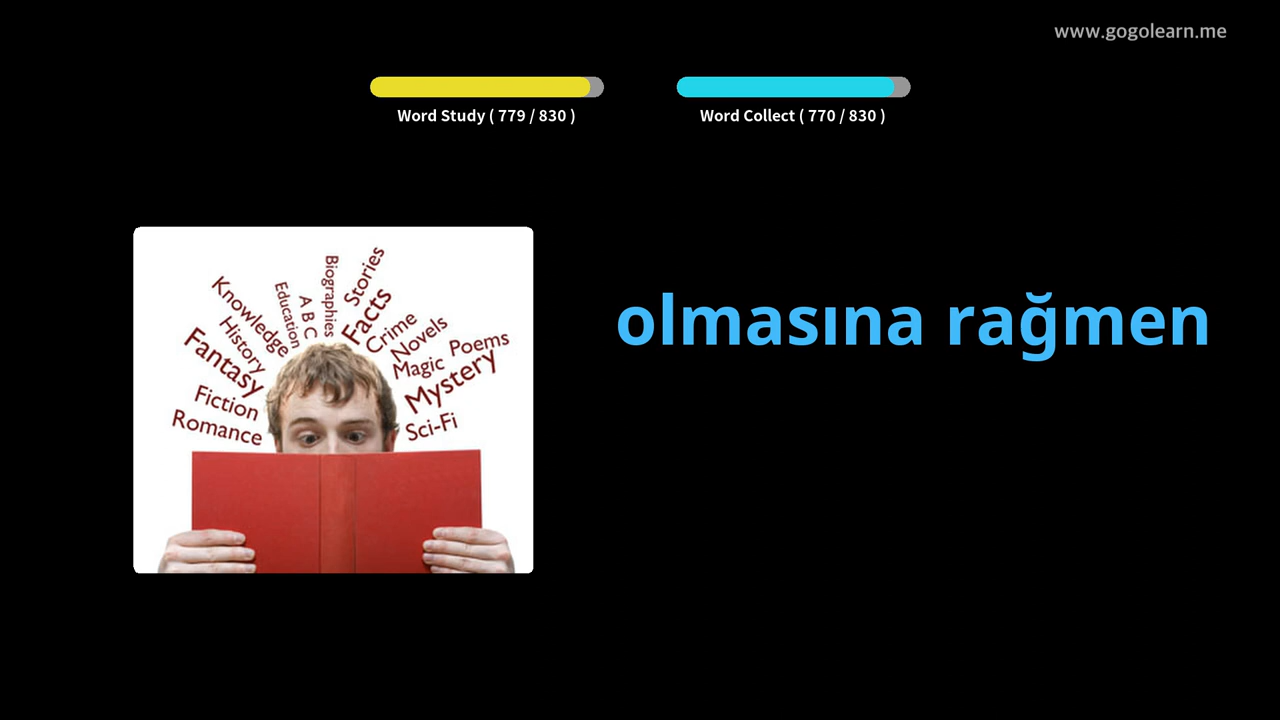 www.gogolearn.me
Word Study ( 779 / 830 )
Word Collect ( 770 / 830 )
olmasına rağmen
Knowledge
History
Fantasy
Fiction
Romance
Education
A B C
Biographies
Stories
Facts
Crime
Novels
Magic
Poems
Mystery
Sci-Fi